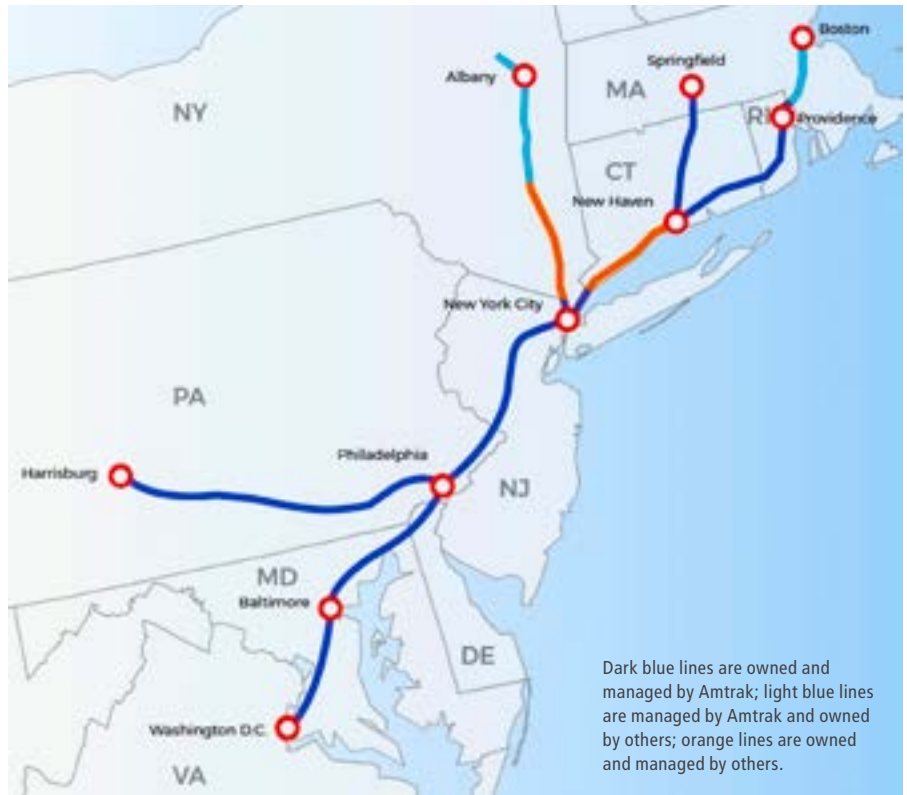 Boston
Springfield
Albany
MA
NY
RI
Providence
CT
New Haven
New York City
PA
Philadelphia
Harrisburg
NJ
MD
Baltimore
DE
Washington D.C.
VA
Dark blue lines are owned and
managed by Amtrak; light blue lines
are managed by Amtrak and owned
by others; orange lines are owned
and managed by others.